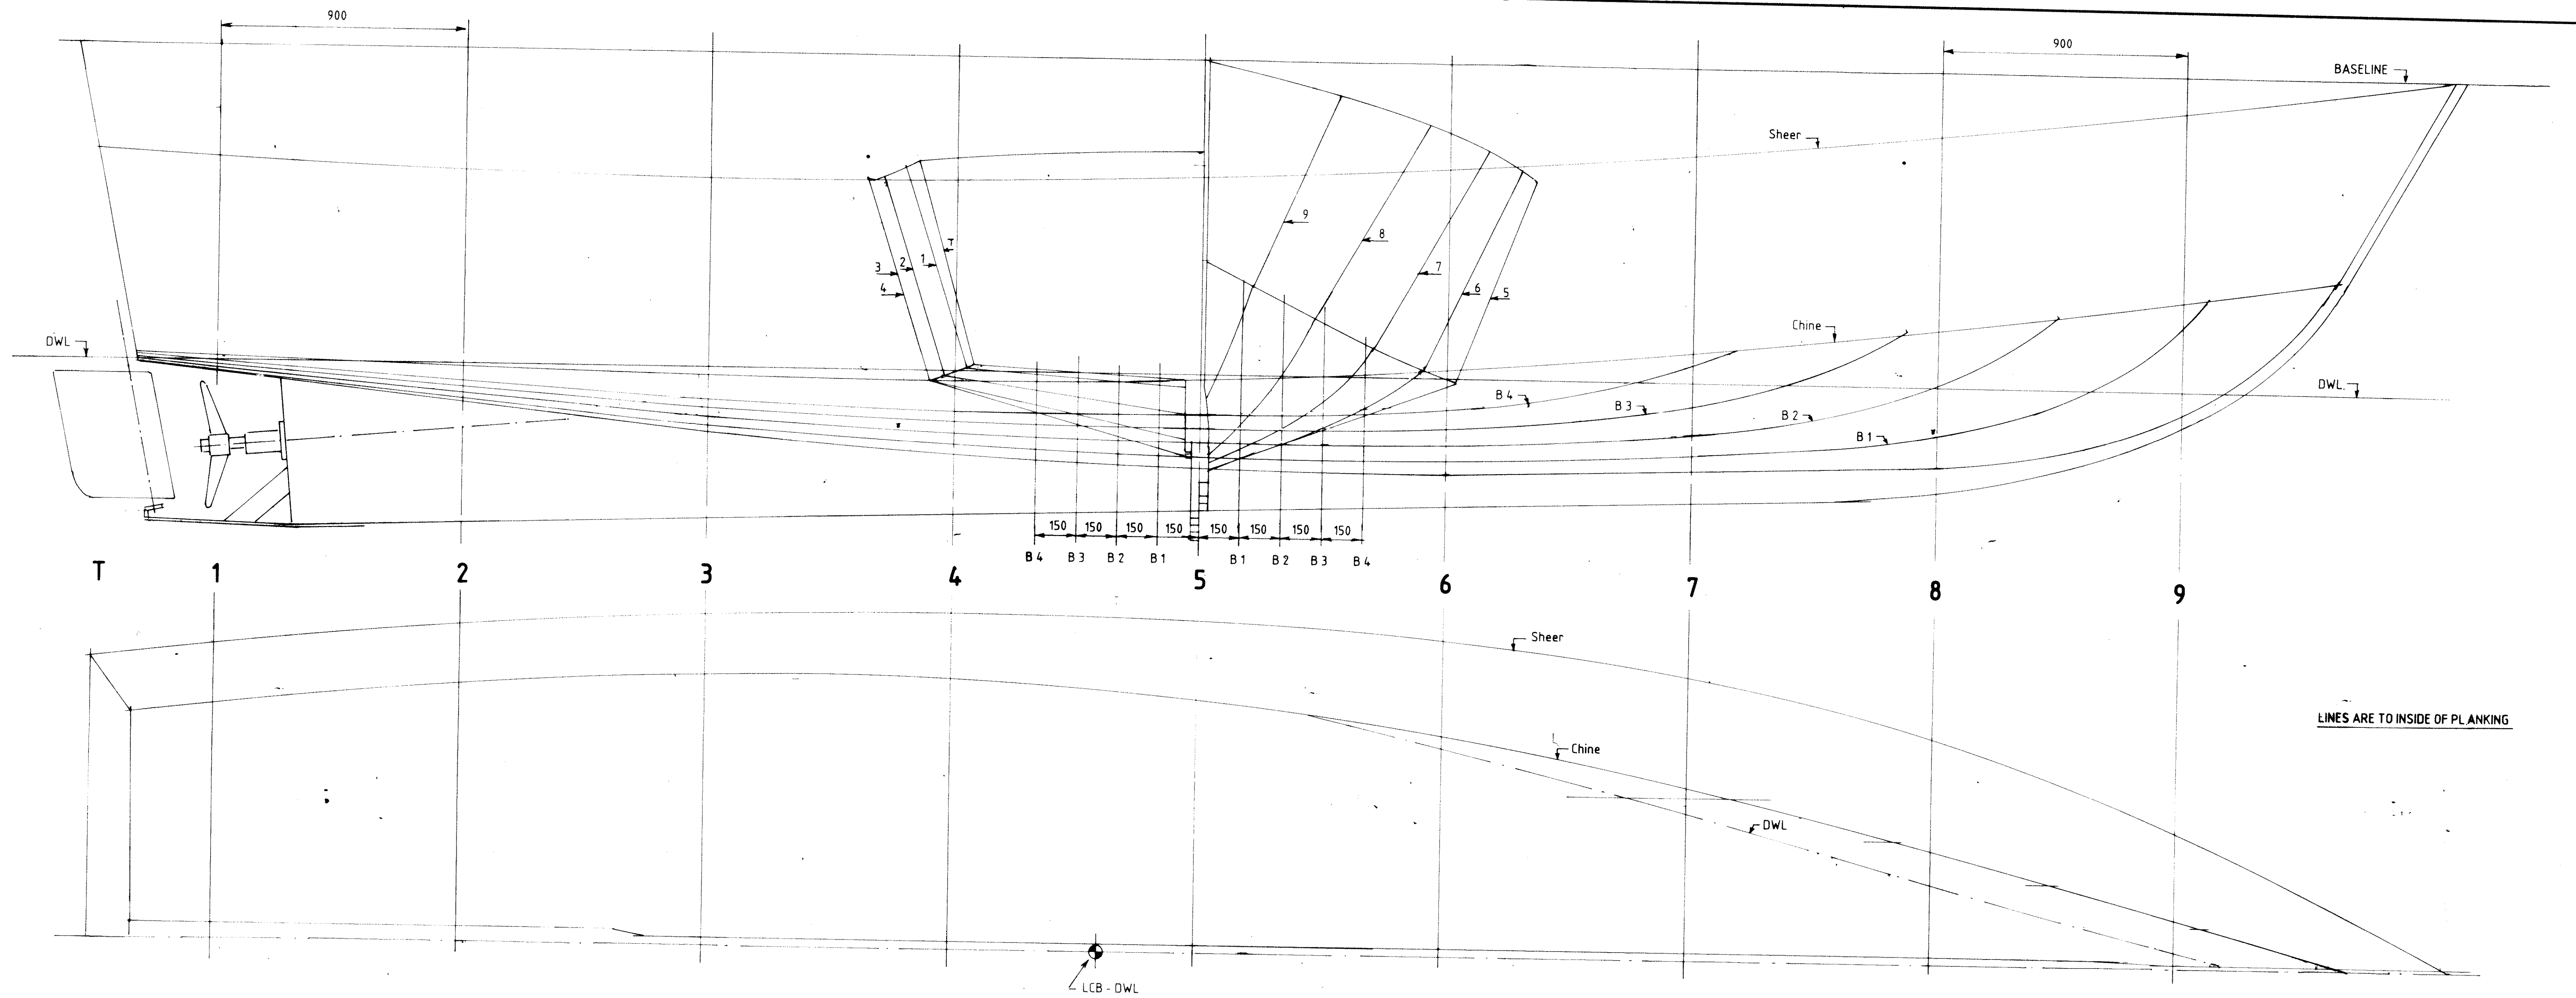 900
900
BASELINE
Sheer
9
8
T
1
2
3
7
4
6
5
Chine
DWL
DWL
B 4
B 3
B 2
B 1
150 150 150 150 150 150 150 150
B 4 B 3 B 2 B 1 B 1 B 2 B 3 B 4
T 1 2 3 4 5 6 7 8 9
Sheer
LINES ARE TO INSIDE OF PLANKING
Chine
DWL
LCB - DWL